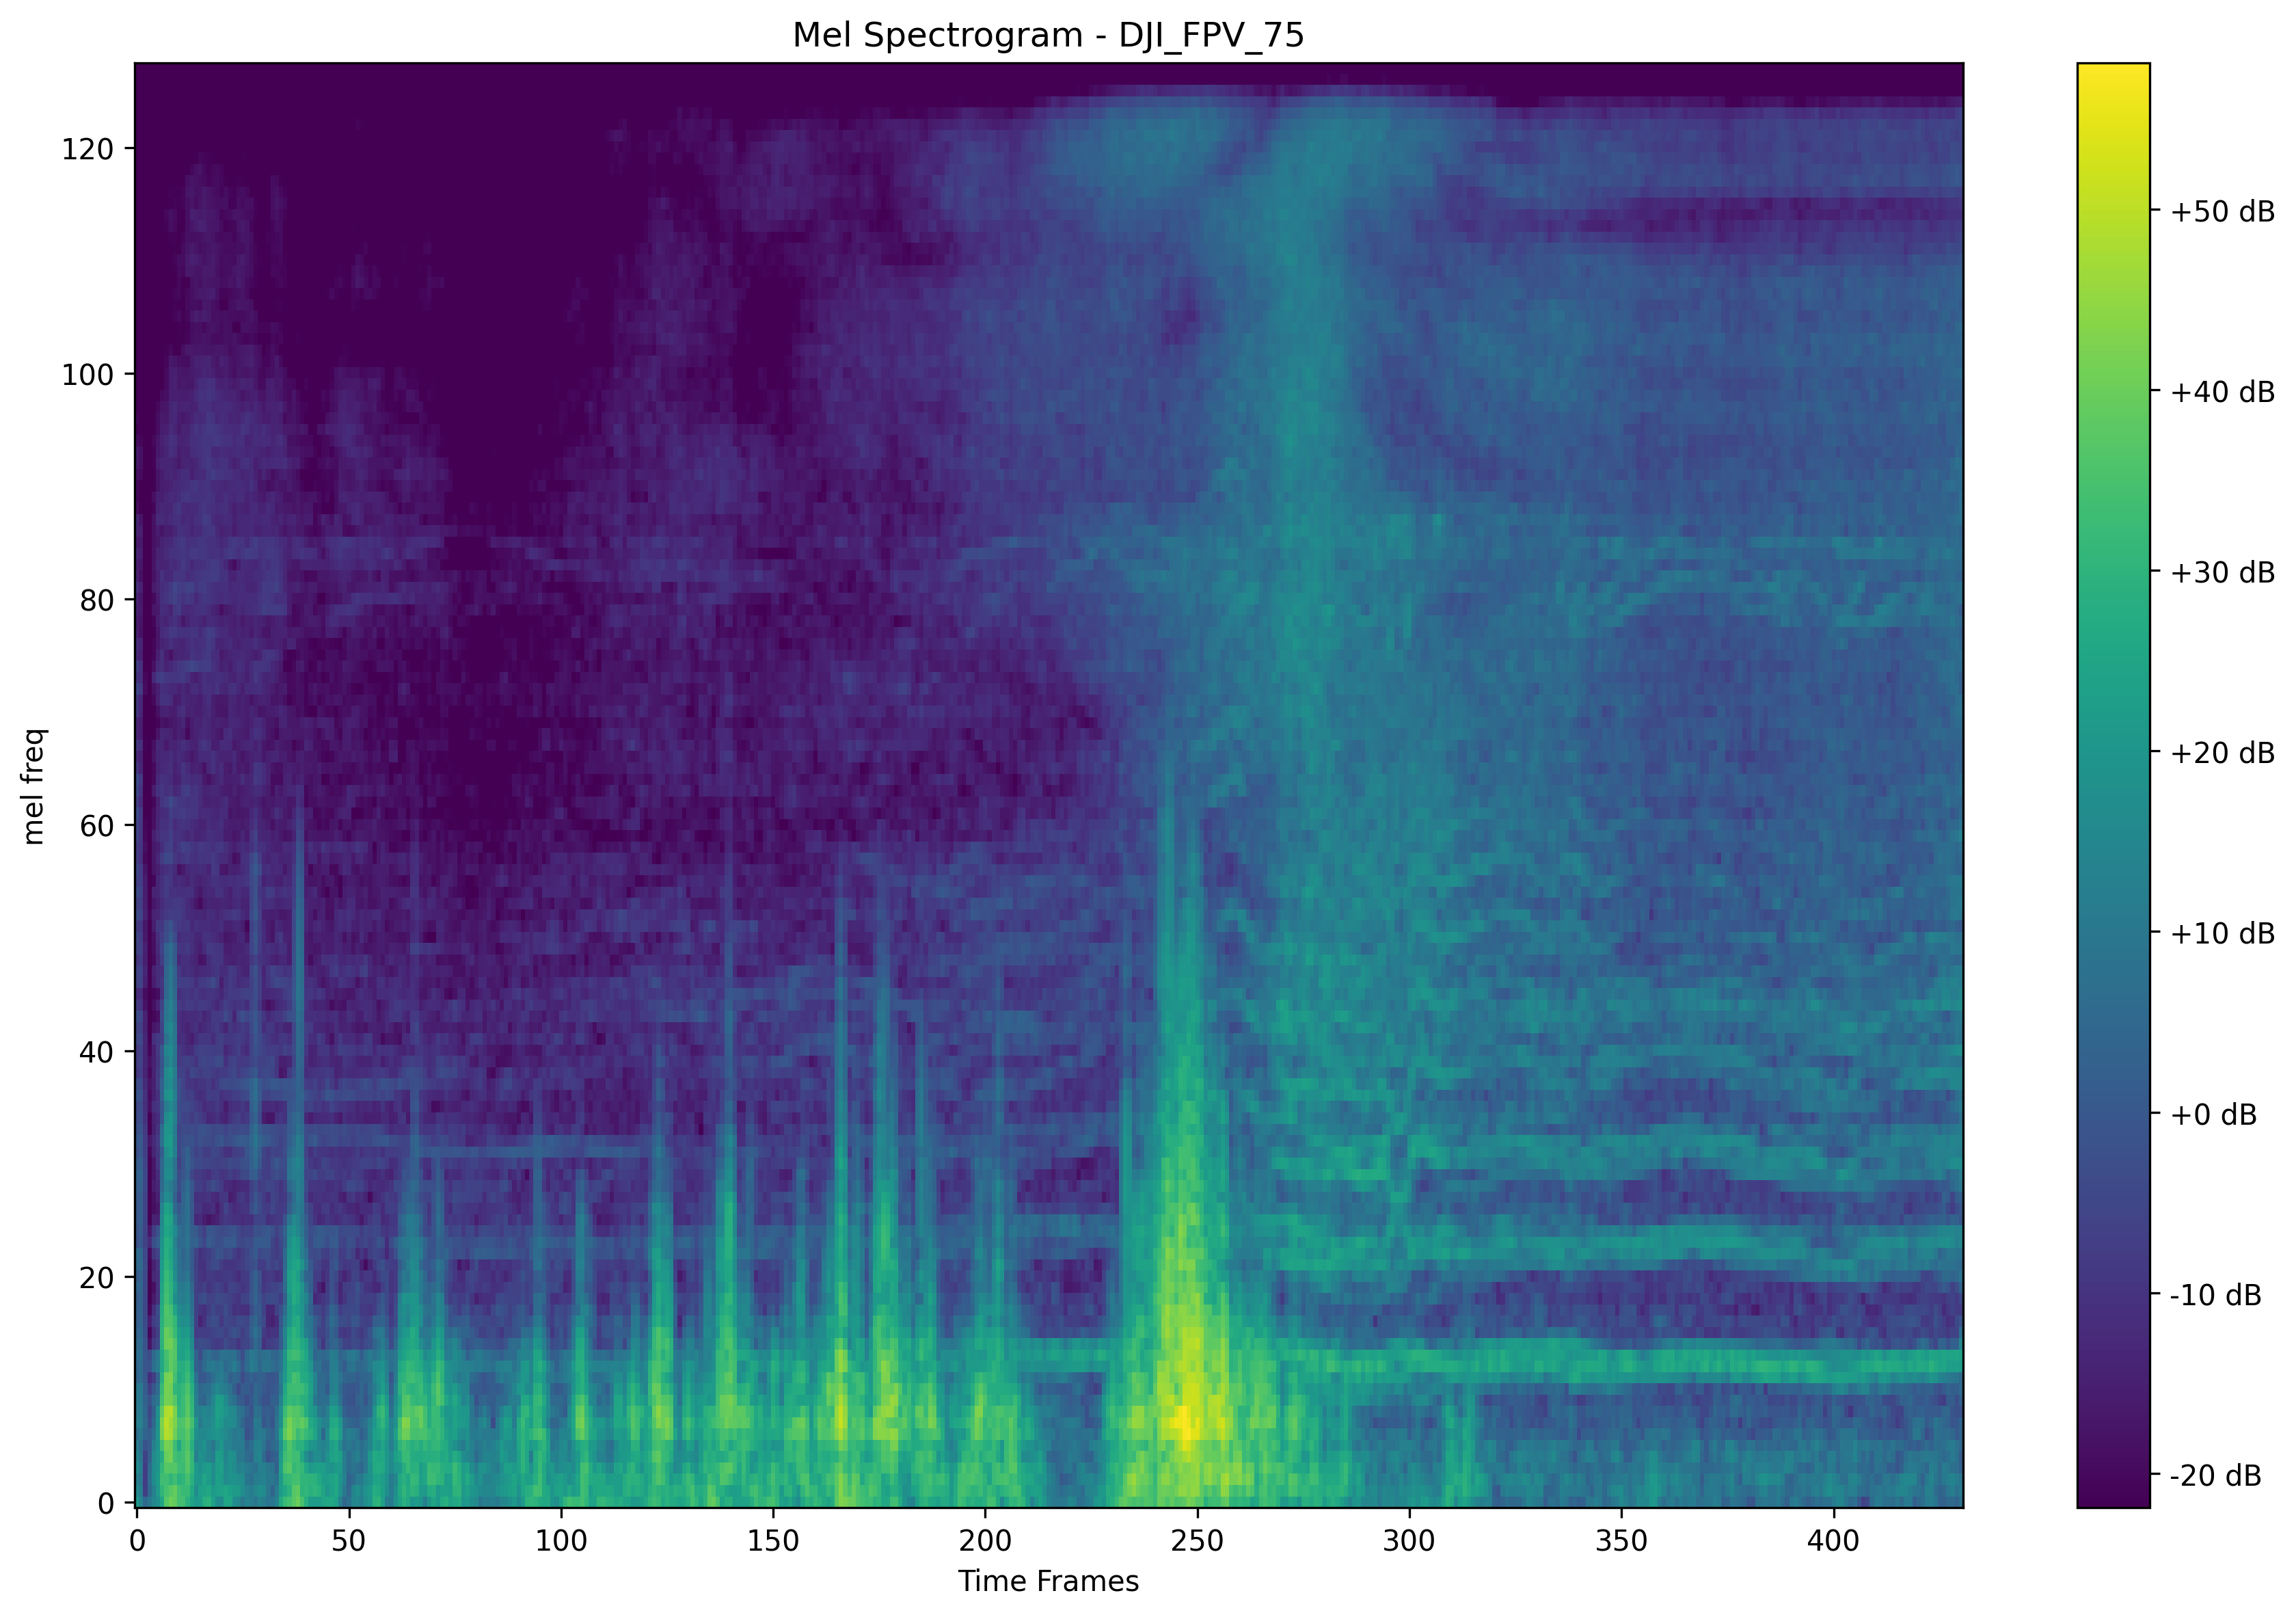 Mel Spectrogram - DJI_FPV_75
mel freq
120
100
80
60
40
20
0
0 50 100 150 200 250 300 350 400
Time Frames
+50 dB
+40 dB
+30 dB
+20 dB
+10 dB
+0 dB
-10 dB
-20 dB